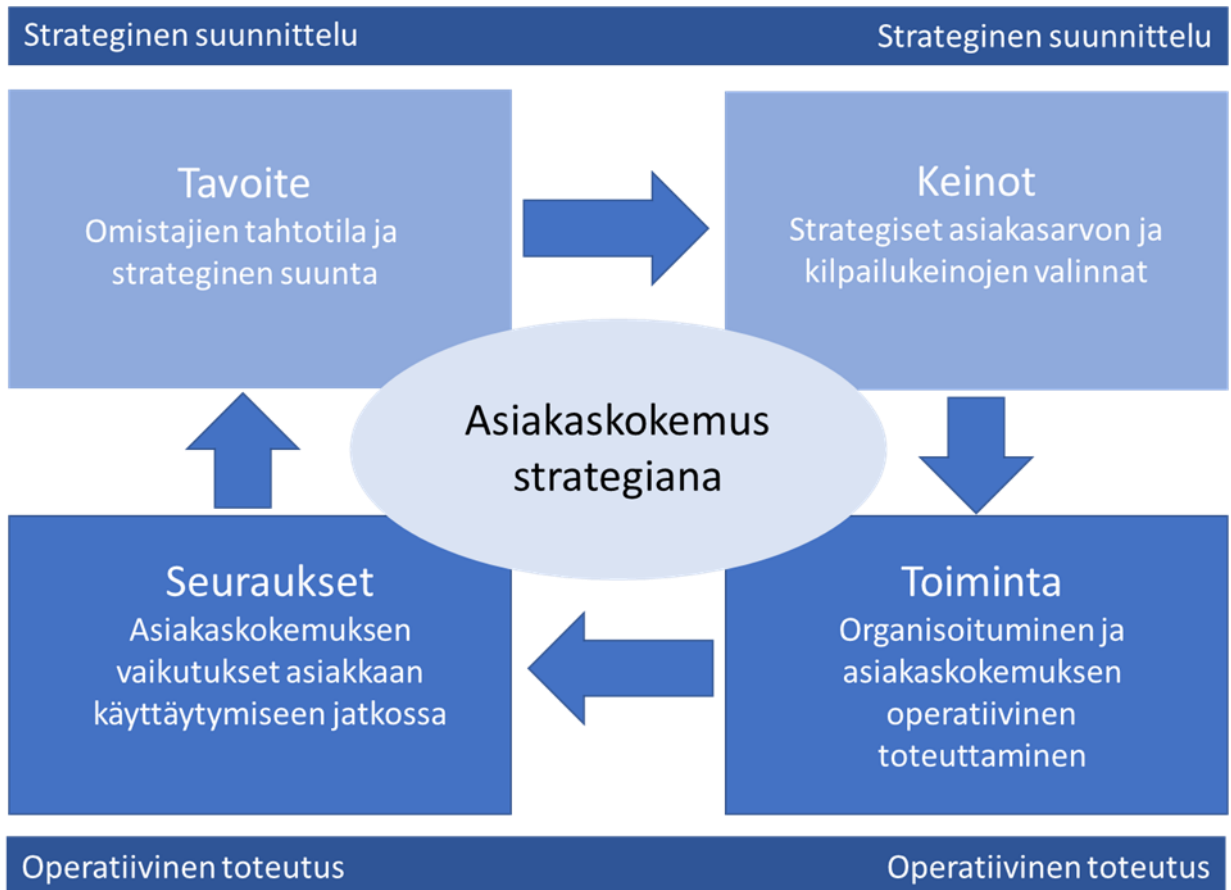 Strateginen suunnittelu
Strateginen suunnittelu
Tavoite
Omistajien tahtotila ja
strateginen suunta
Keinot
Strategiset asiakasarvon ja
kilpailukeinojen valinnat
Asiakaskokemus
strategiana
Seuraukset
Asiakaskokemuksen
vaikutukset asiakkaan
käyttäytymiseen jatkossa
Toiminta
Organisoituminen ja
asiakaskokemuksen
operatiivinen
toteuttaminen
Operatiivinen toteutus
Operatiivinen toteutus